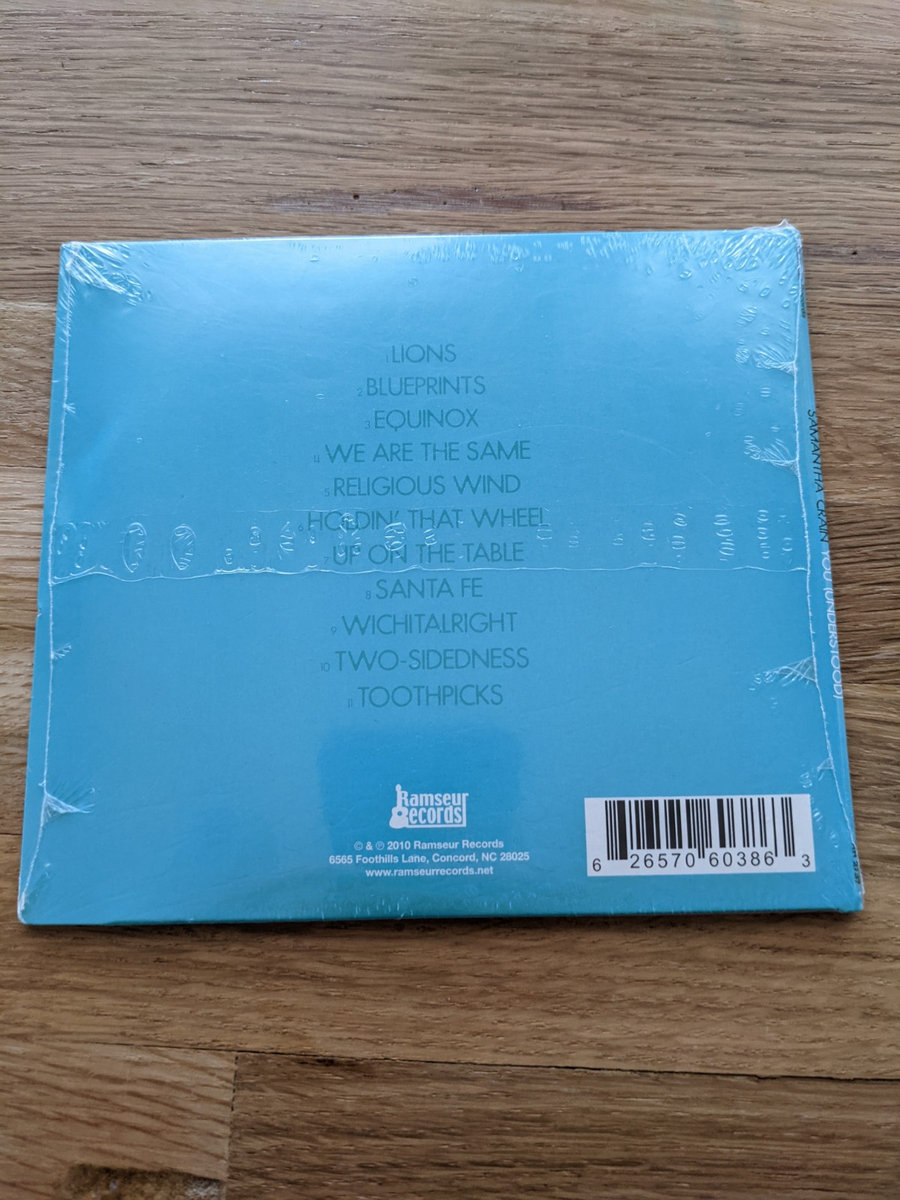 1 LIONS
2 BLUEPRINTS
3 EQUINOX
4 WE ARE THE SAME
5 RELIGIOUS WIND
6 HOLDIN' THAT WHEEL
7 UP ON THE TABLE
8 SANTA FE
9 WICHITALRIGHT
10 TWO-SIDEDNESS
11 TOOTHPICKS
SAMANTHA CRAIN YOU (UNDERSTOOD)
Ramseur
Records
© & ℗ 2010 Ramseur Records
6565 Foothills Lane, Concord, NC 28025
www.ramseurrecords.net
6 26570 60386 3